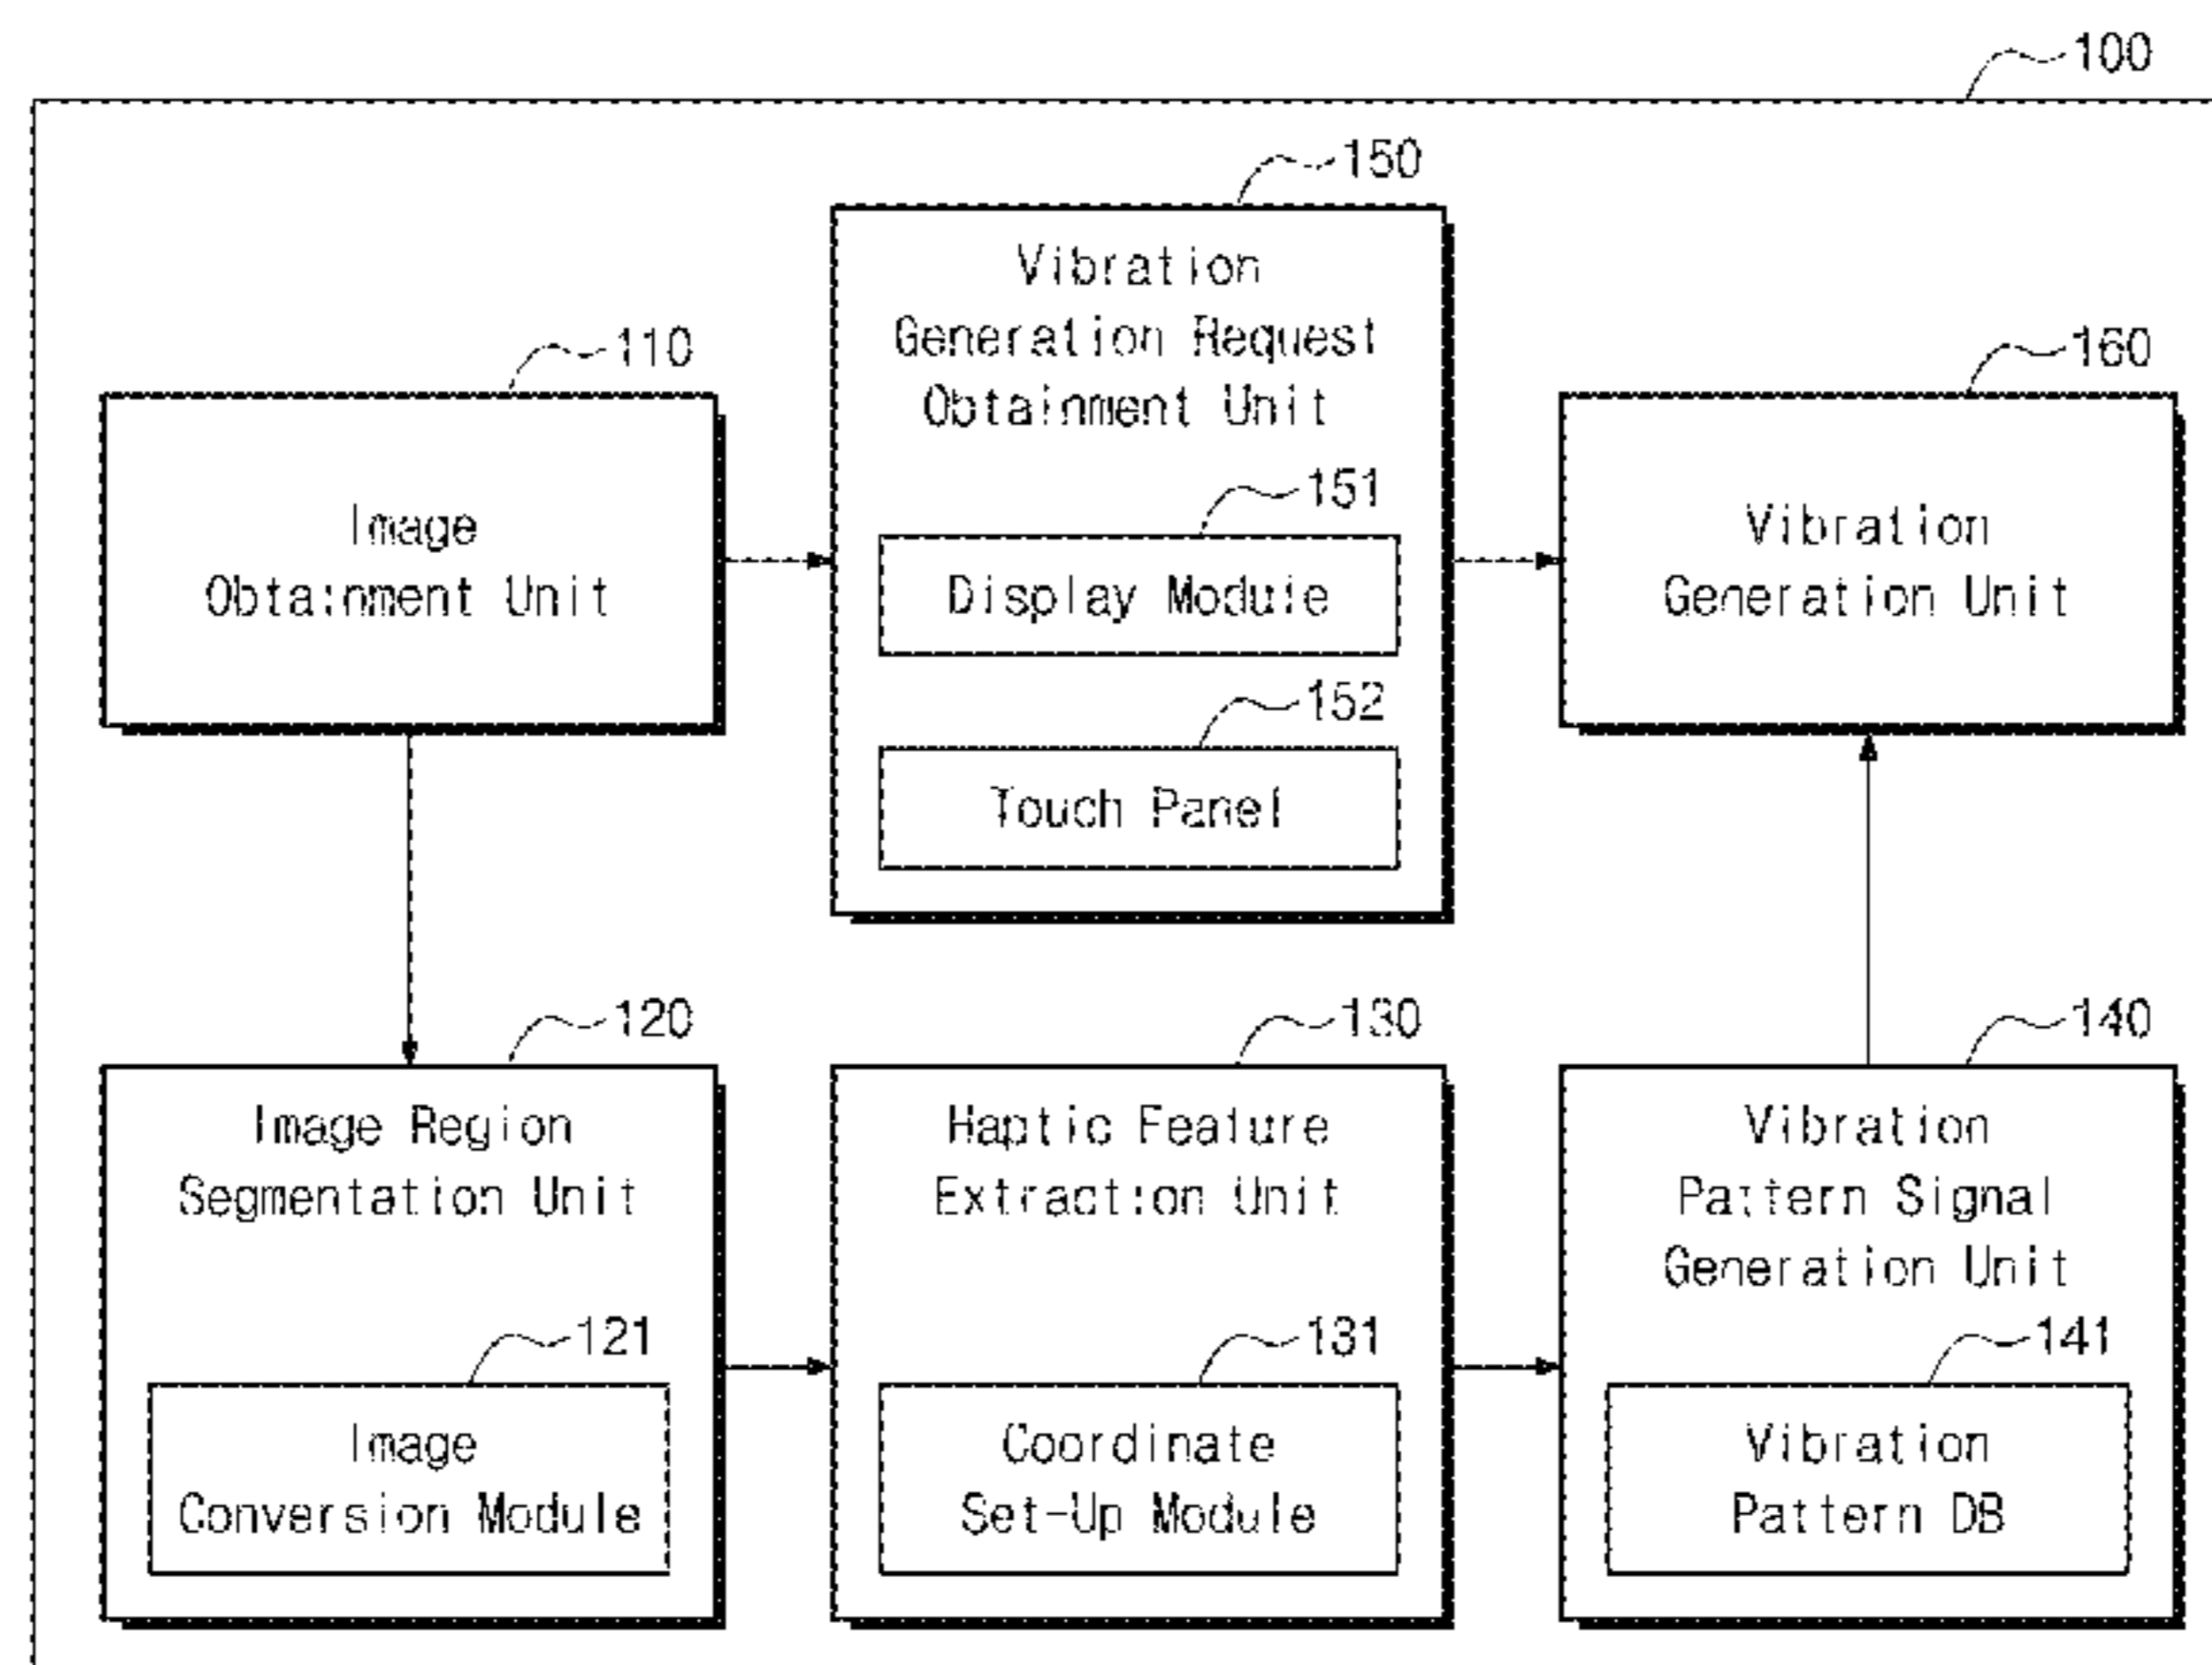 100
150
Vibration
Generation Request
Obtainment Unit
151
Display Module
152
Touch Panel
110
Image
Obtainment Unit
160
Vibration
Generation Unit
120
Image Region
Segmentation Unit
121
Image
Conversion Module
130
Haptic Feature
Extraction Unit
131
Coordinate
Set-Up Module
140
Vibration
Pattern Signal
Generation Unit
141
Vibration
Pattern DB